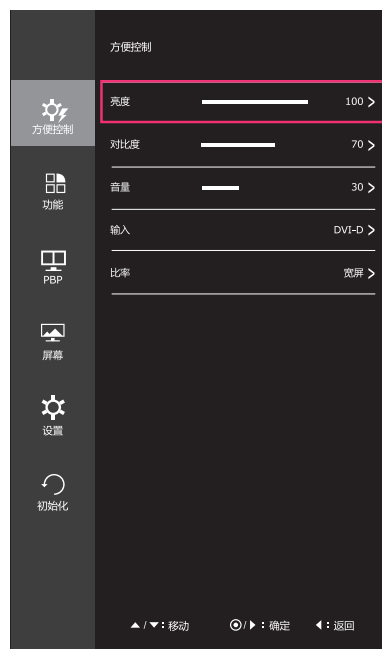 方便控制
方便控制
功能
PBP
屏幕
设置
初始化
亮度 100
对比度 70
音量 30
输入 DVI-D
比率 宽屏
/ : 移动 / : 确定 : 返回